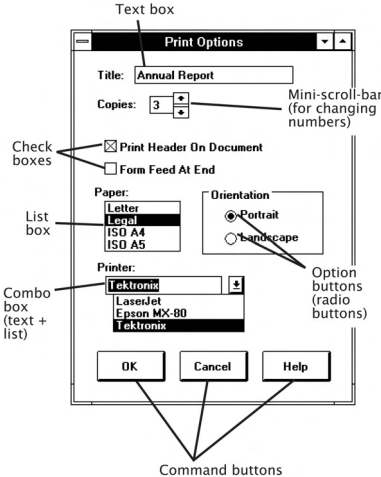 Text box
Print Options
Title: Annual Report
Copies: 3
Mini-scroll-bar
(for changing
numbers)
Check
boxes
Print Header On Document
Form Feed At End
Paper:
Letter
Legal
ISO A4
ISO A5
List
box
Orientation
Portrait
Landscape
Option
buttons
(radio
buttons)
Printer:
Tektronix
LaserJet
Epson MX-80
Tektronix
Combo
box
(text +
list)
OK Cancel Help
Command buttons